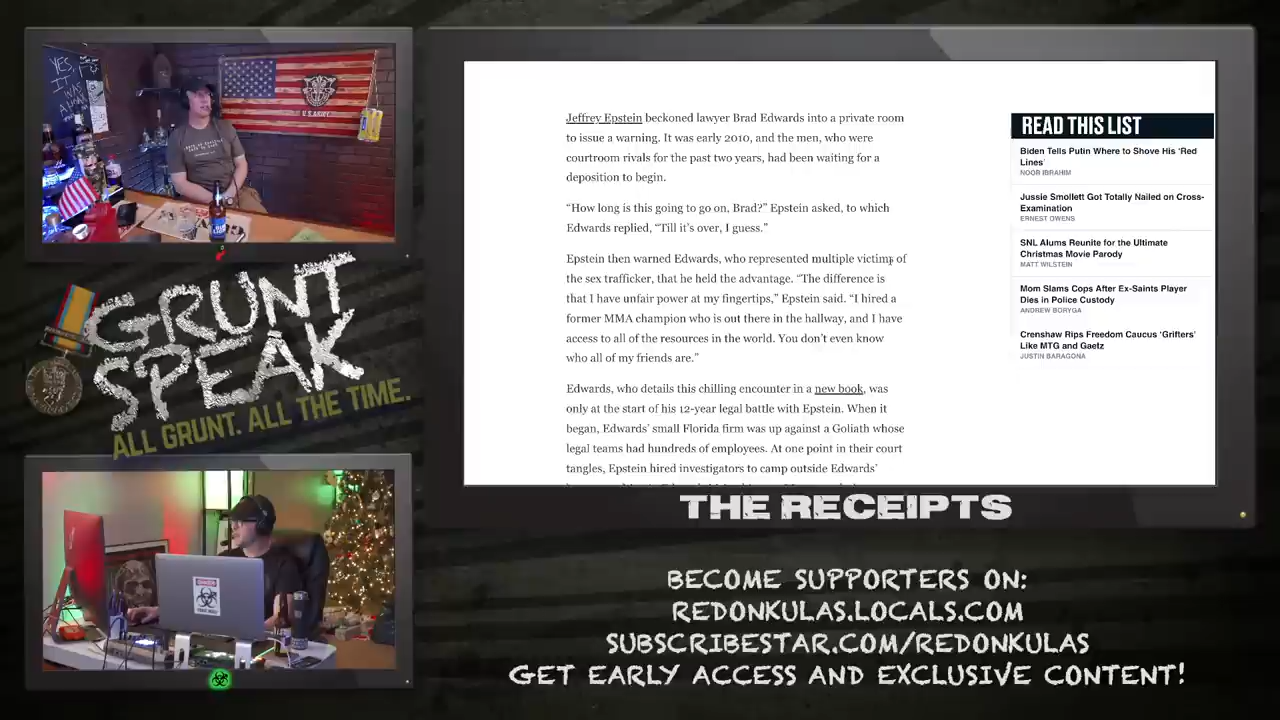 YES,
IT
WAS
U.S. ARMY
GRUNT
SPEAK
ALL GRUNT. ALL THE TIME.
Jeffrey Epstein beckoned lawyer Brad Edwards into a private room
to issue a warning. It was early 2010, and the men, who were
courtroom rivals for the past two years, had been waiting for a
deposition to begin.
“How long is this going to go on, Brad?” Epstein asked, to which
Edwards replied, “Till it’s over, I guess.”
Epstein then warned Edwards, who represented multiple victims of
the sex trafficker, that he held the advantage. “The difference is
that I have unfair power at my fingertips,” Epstein said. “I hired a
former MMA champion who is out there in the hallway, and I have
access to all of the resources in the world. You don’t even know
who all of my friends are.”
Edwards, who details this chilling encounter in a new book, was
only at the start of his 12-year legal battle with Epstein. When it
began, Edwards’ small Florida firm was up against a Goliath whose
legal teams had hundreds of employees. At one point in their court
tangles, Epstein hired investigators to camp outside Edwards’
READ THIS LIST
Biden Tells Putin Where to Shove His ‘Red
Lines’
NOOR IBRAHIM
Jussie Smollett Got Totally Nailed on Cross-
Examination
ERNEST OWENS
SNL Alums Reunite for the Ultimate
Christmas Movie Parody
MATT WILSTEIN
Mom Slams Cops After Ex-Saints Player
Dies in Police Custody
ANDREW BORYGA
Crenshaw Rips Freedom Caucus ‘Grifters’
Like MTG and Gaetz
JUSTIN BARAGONA
THE RECEIPTS
BECOME SUPPORTERS ON:
REDONKULAS.LOCALS.COM
SUBSCRIBESTAR.COM/REDONKULAS
GET EARLY ACCESS AND EXCLUSIVE CONTENT!